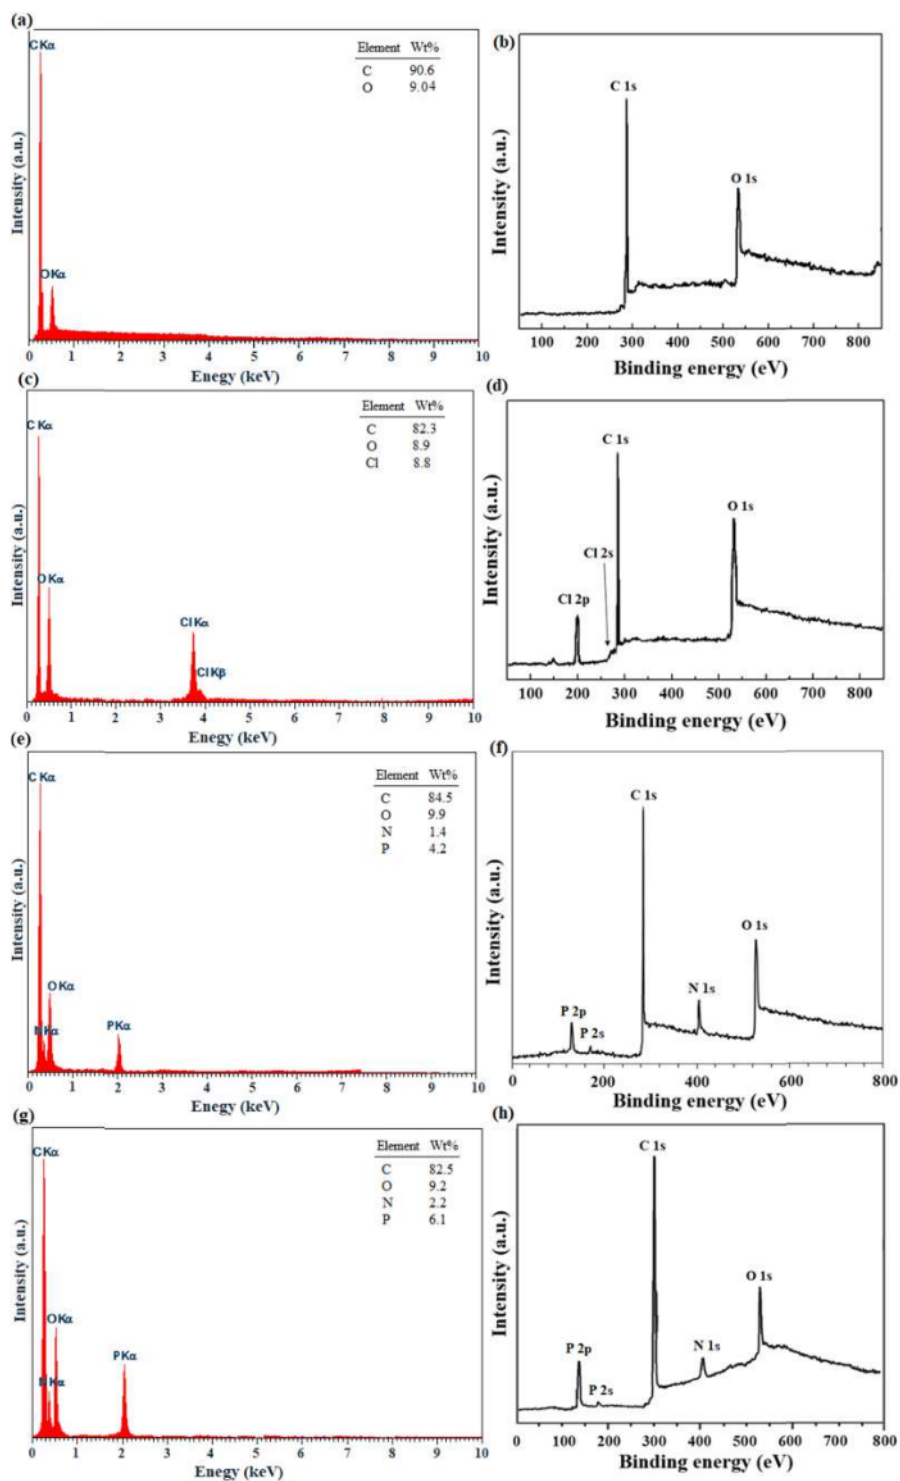 (a)
C Kα
O Kα
Element Wt%
C 90.6
O 9.04
Intensity (a.u.)
0 1 2 3 4 5 6 7 8 9 10
Enegy (keV)
(b)
C 1s
O 1s
Intensity (a.u.)
100 200 300 400 500 600 700 800
Binding energy (eV)
(c)
C Kα
O Kα
Cl Kα
Cl Kβ
Element Wt%
C 82.3
O 8.9
Cl 8.8
Intensity (a.u.)
0 1 2 3 4 5 6 7 8 9 10
Enegy (keV)
(d)
C 1s
O 1s
Cl 2s
Cl 2p
Intensity (a.u.)
100 200 300 400 500 600 700 800
Binding energy (eV)
(e)
C Kα
O Kα
N Kα
P Kα
Element Wt%
C 84.5
O 9.9
N 1.4
P 4.2
Intensity (a.u.)
0 1 2 3 4 5 6 7 8 9 10
Enegy (keV)
(f)
C 1s
O 1s
N 1s
P 2p
P 2s
Intensity (a.u.)
0 200 400 600 800
Binding energy (eV)
(g)
C Kα
O Kα
N Kα
P Kα
Element Wt%
C 82.5
O 9.2
N 2.2
P 6.1
Intensity (a.u.)
0 1 2 3 4 5 6 7 8 9 10
Enegy (keV)
(h)
C 1s
O 1s
N 1s
P 2p
P 2s
Intensity (a.u.)
0 100 200 300 400 500 600 700 800
Binding energy (eV)